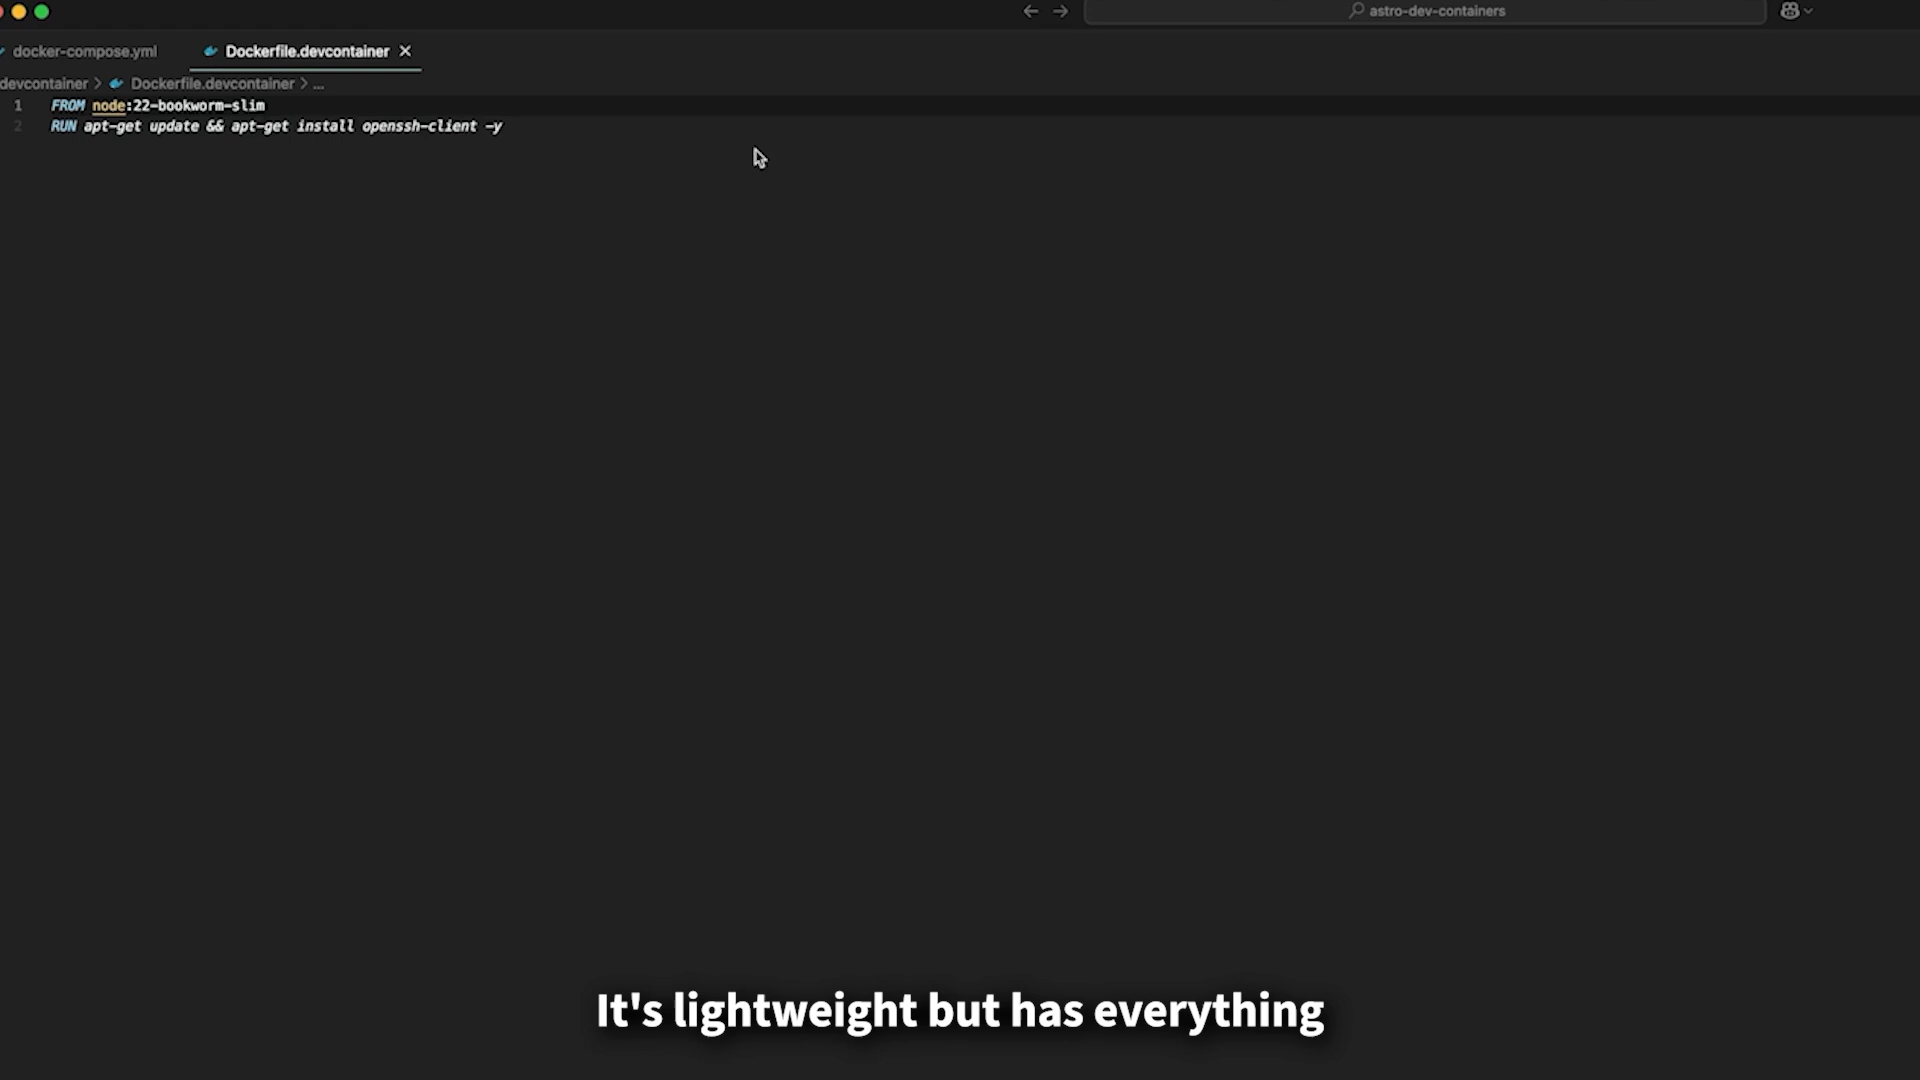 astro-dev-containers
docker-compose.yml
Dockerfile.devcontainer
devcontainer > Dockerfile.devcontainer > ...
1 FROM node:22-bookworm-slim
2 RUN apt-get update && apt-get install openssh-client -y
It's lightweight but has everything